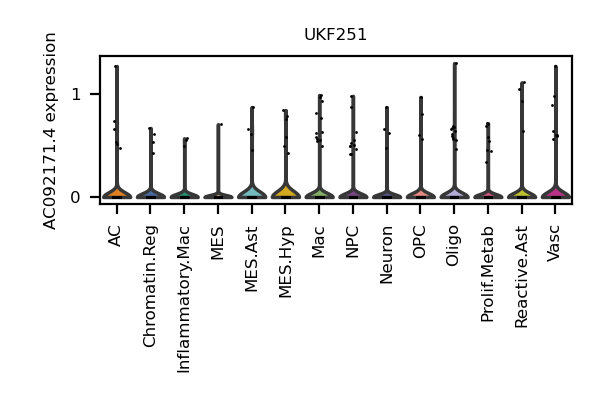 UKF251
AC092171.4 expression
1
0
AC
Chromatin.Reg
Inflammatory.Mac
MES
MES.Ast
MES.Hyp
Mac
NPC
Neuron
OPC
Oligo
Prolif.Metab
Reactive.Ast
Vasc